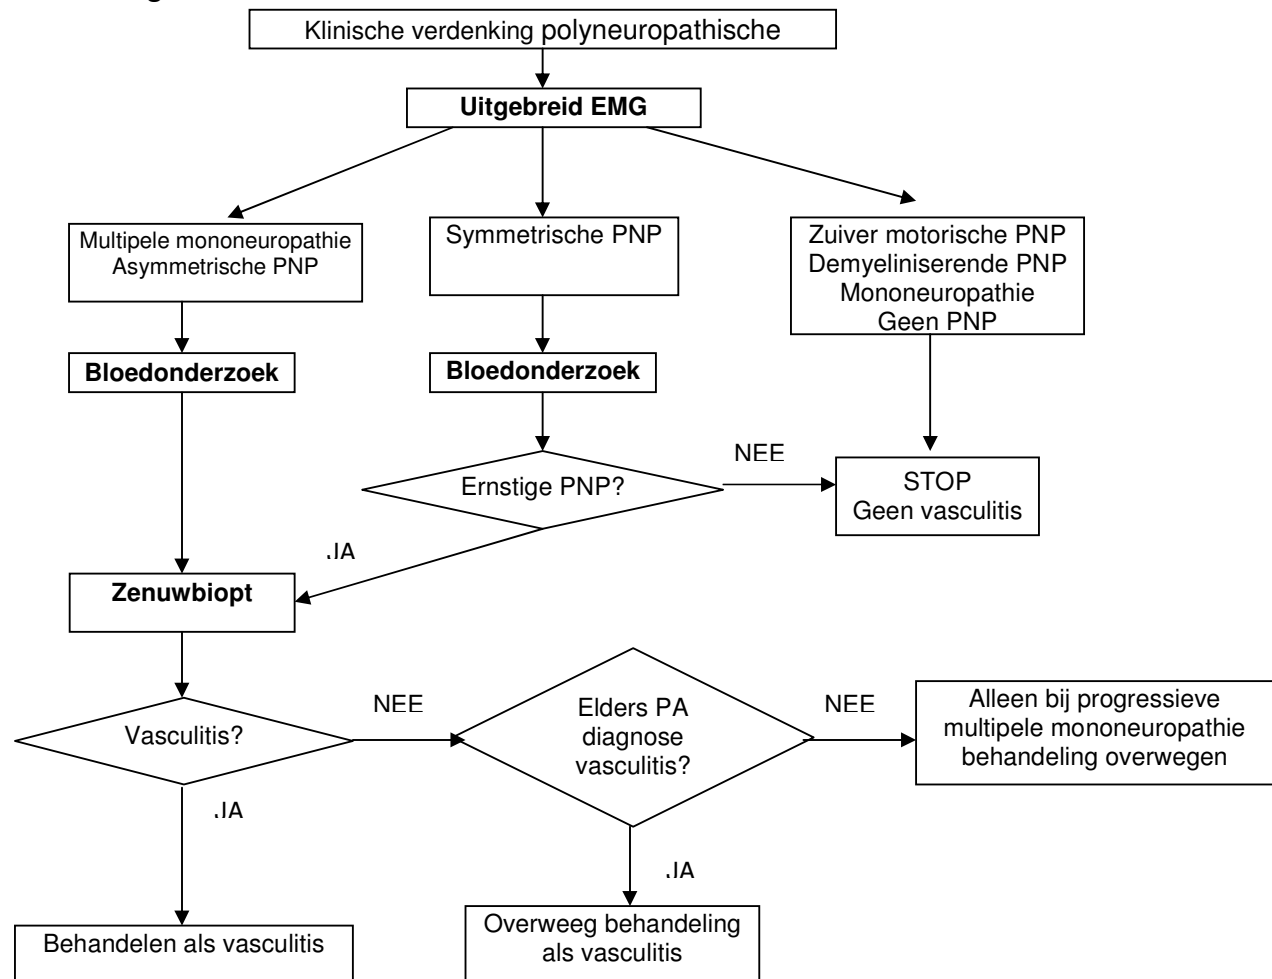 Klinische verdenking polyneuropathische
Uitgebreid EMG
Multipele mononeuropathie
Asymmetrische PNP
Symmetrische PNP
Zuiver motorische PNP
Demyeliniserende PNP
Mononeuropathie
Geen PNP
Bloedonderzoek
Bloedonderzoek
Ernstige PNP?
NEE
STOP
Geen vasculitis
JA
Zenuwbiopt
Vasculitis?
NEE
Elders PA
diagnose
vasculitis?
NEE
Alleen bij progressieve
multipele mononeuropathie
behandeling overwegen
JA
JA
Behandelen als vasculitis
Overweeg behandeling
als vasculitis